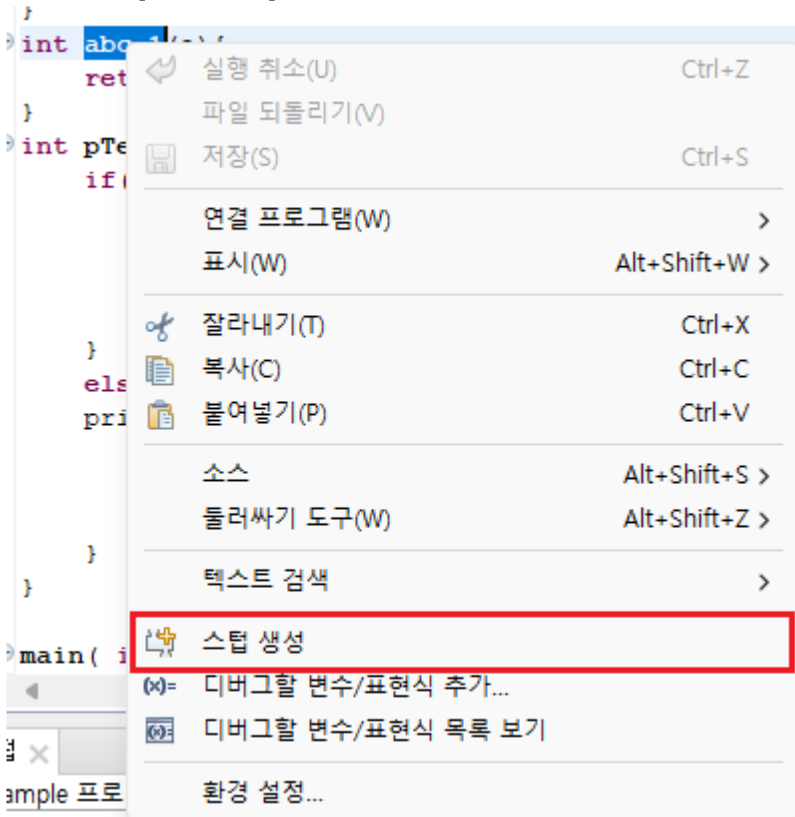 }
int abc_1(a){
ret
}
int pTe
if(
}
els
pri
}
}
main( i
실행 취소(U) Ctrl+Z
파일 되돌리기(V)
저장(S) Ctrl+S
연결 프로그램(W) >
표시(W) Alt+Shift+W >
잘라내기(T) Ctrl+X
복사(C) Ctrl+C
붙여넣기(P) Ctrl+V
소스 Alt+Shift+S >
둘러싸기 도구(W) Alt+Shift+Z >
텍스트 검색 >
스텁 생성
(x)= 디버그할 변수/표현식 추가...
디버그할 변수/표현식 목록 보기
환경 설정...
ample 프로